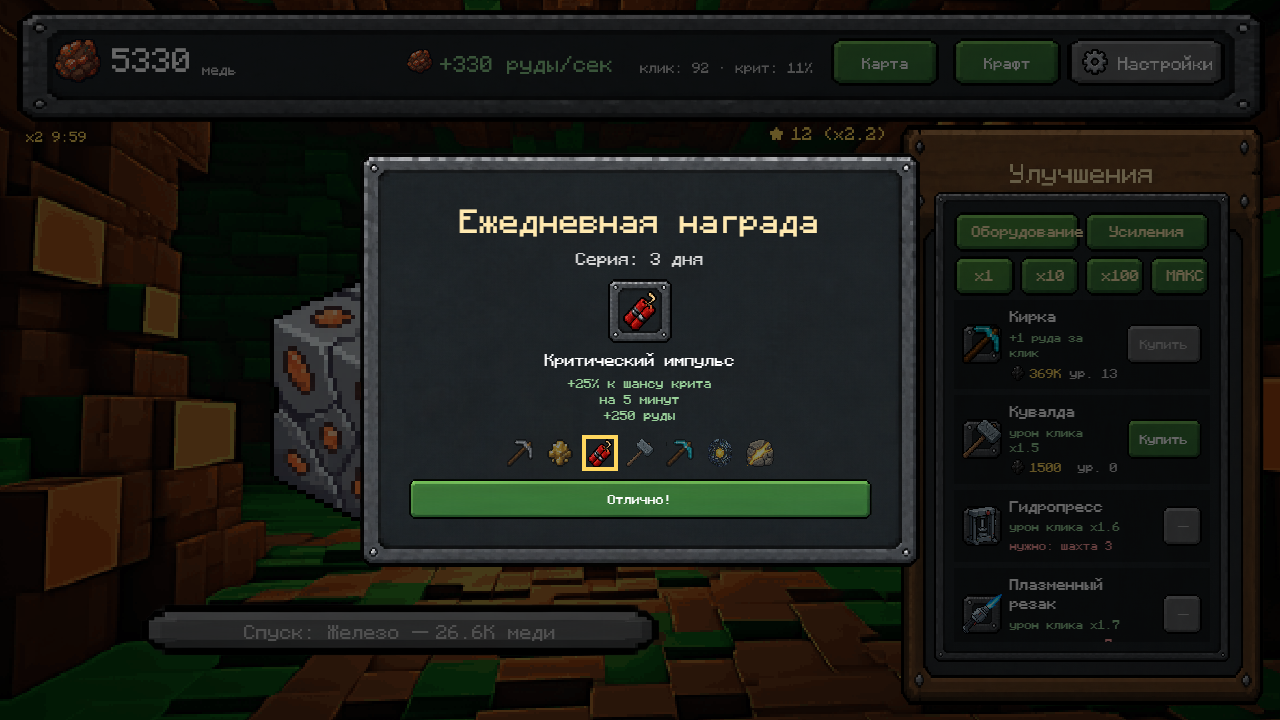 5330 медь
+330 руды/сек
клик: 92 · крит: 11%
Карта
Крафт
Настройки
x2 9:59
12 (x2.2)
Ежедневная награда
Серия: 3 дня
Критический импульс
+25% к шансу крита
на 5 минут
+250 руды
Отлично!
Спуск: Железо — 26.6K меди
Улучшения
Оборудование
Усиления
x1
x10
x100
МАКС
Кирка
+1 руда за
клик
369K ур. 13
Купить
Кувалда
урон клика
x1.5
1500 ур. 0
Купить
Гидропресс
урон клика x1.6
нужно: шахта 3
—
Плазменный
резак
урон клика x1.7
—